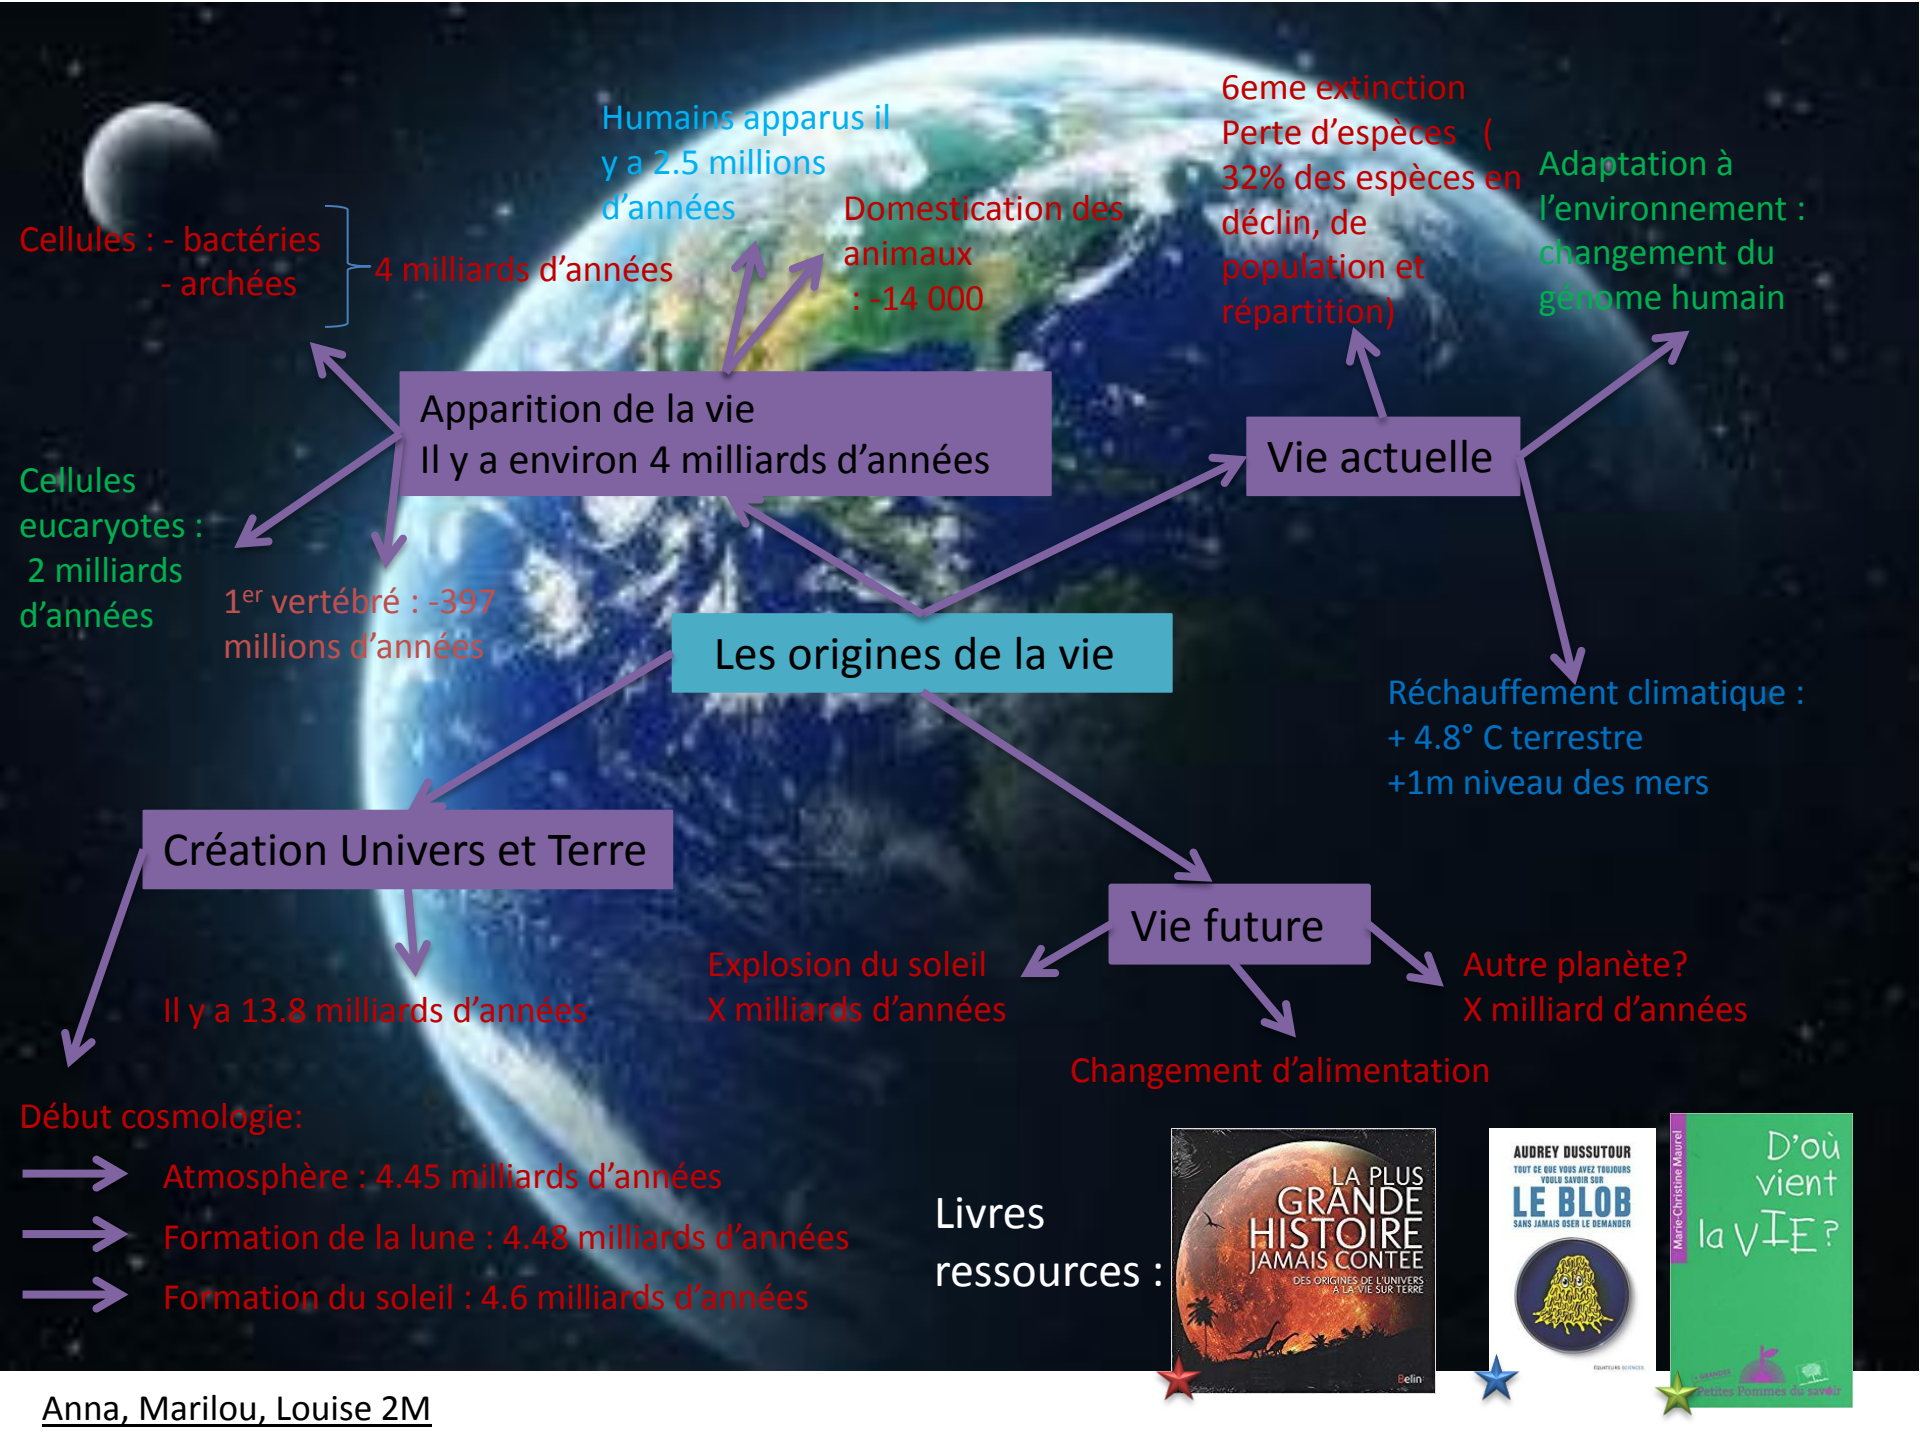 Humains apparus il
y a 2.5 millions
d'années
6eme extinction
Perte d'espèces (
32% des espèces en
déclin, de
population et
répartition)
Adaptation à
l'environnement :
changement du
génome humain
Domestication des
animaux
: -14 000
Cellules : - bactéries
- archées
4 milliards d'années
Apparition de la vie
Il y a environ 4 milliards d'années
Vie actuelle
Cellules
eucaryotes :
2 milliards
d'années
1er vertébré : -397
millions d'années
Les origines de la vie
Réchauffement climatique :
+ 4.8° C terrestre
+1m niveau des mers
Création Univers et Terre
Vie future
Il y a 13.8 milliards d'années
Explosion du soleil
X milliards d'années
Autre planète?
X milliard d'années
Changement d'alimentation
Début cosmologie:
Atmosphère : 4.45 milliards d'années
Formation de la lune : 4.48 milliards d'années
Formation du soleil : 4.6 milliards d'années
Livres
ressources :
LA PLUS
GRANDE
HISTOIRE
JAMAIS CONTÉE
DES ORIGINES DE L'UNIVERS
À LA VIE SUR TERRE
Belin
AUDREY DUSSUTOUR
TOUT CE QUE VOUS AVEZ TOUJOURS
VOULU SAVOIR SUR
LE BLOB
SANS JAMAIS OSER LE DEMANDER
ÉQUATEURS SCIENCES
Marie-Christine Maurel
D'où
vient
la VIE ?
GRANDES
Petites Pommes du savoir
Anna, Marilou, Louise 2M